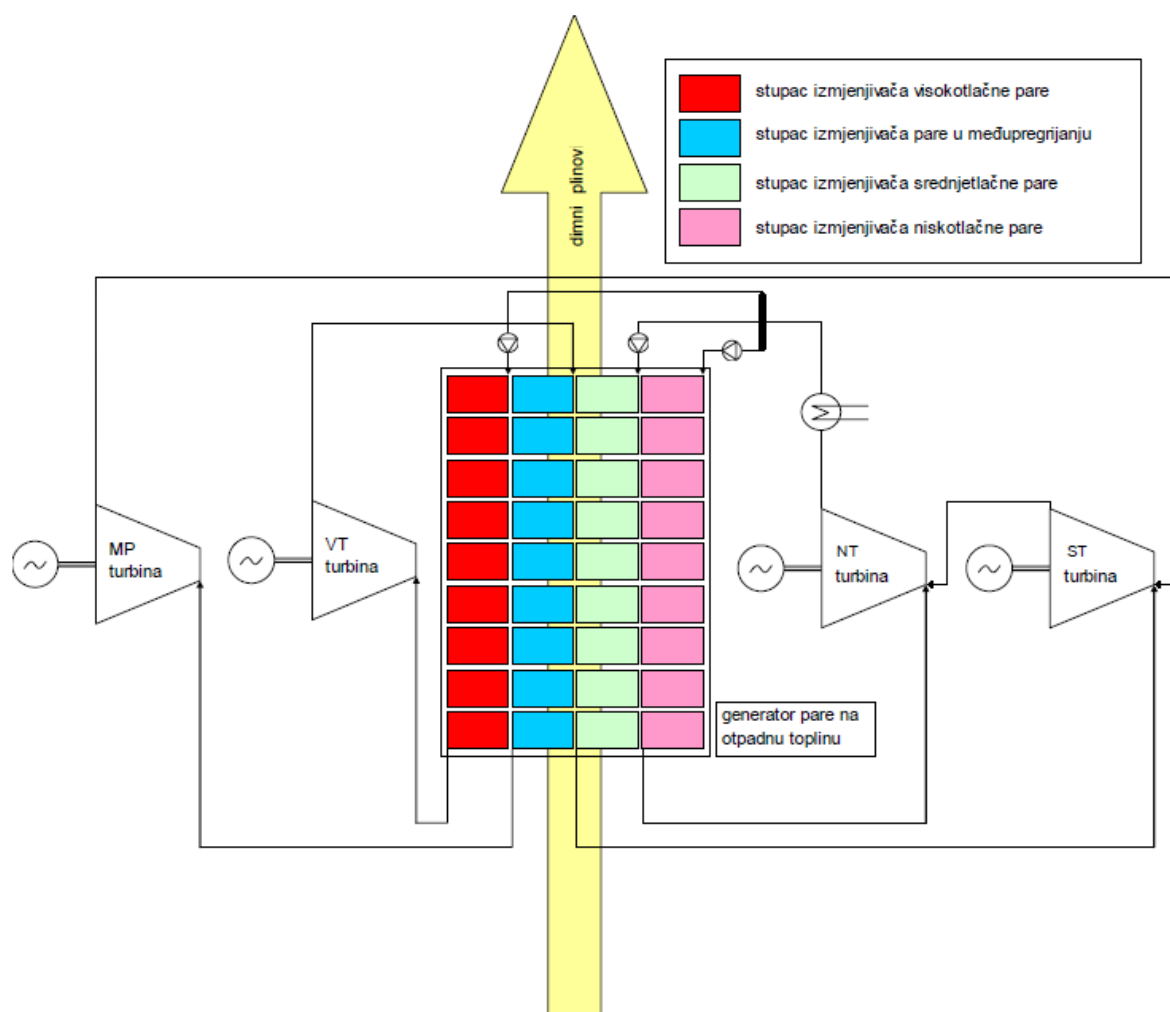 stupac izmjenjivača visokotlačne pare
stupac izmjenjivača pare u međupregrijanju
stupac izmjenjivača srednjetlačne pare
stupac izmjenjivača niskotlačne pare
dimni plinovi
MP
turbina
VT
turbina
NT
turbina
ST
turbina
generator pare na
otpadnu toplinu